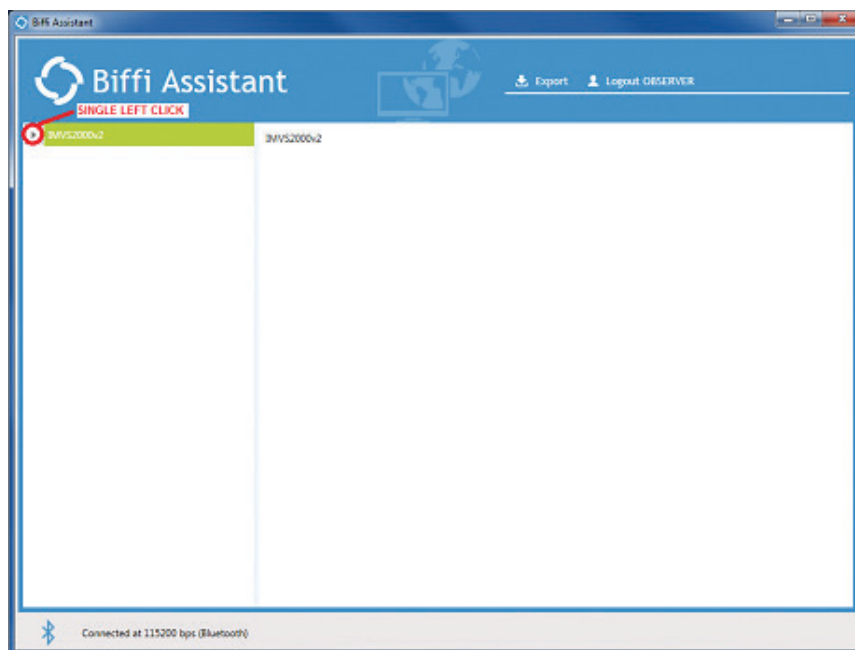 Biffi Assistant
Biffi Assistant
Export Logout OBSERVER
SINGLE LEFT CLICK
IMVS2000v2
IMVS2000v2
Connected at 115200 bps (Bluetooth)